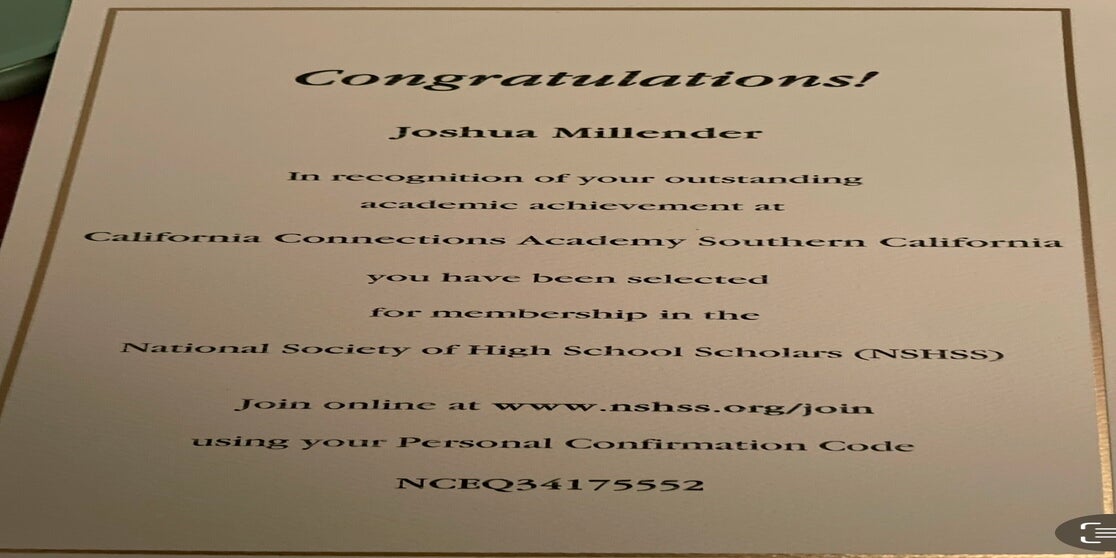 Congratulations!
Joshua Millender
In recognition of your outstanding
academic achievement at
California Connections Academy Southern California
you have been selected
for membership in the
National Society of High School Scholars (NSHSS)
Join online at www.nshss.org/join
using your Personal Confirmation Code
NCEQ34175552